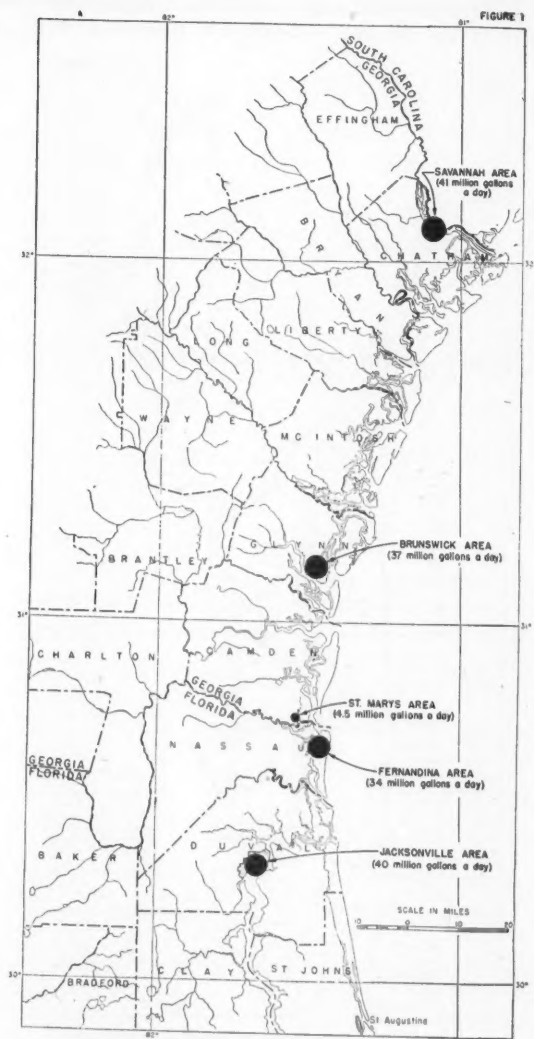 FIGURE 1
82°
81°
SOUTH CAROLINA
GEORGIA
EFFINGHAM
SAVANNAH AREA
(41 million gallons
a day)
BRYAN
CHATHAM
32°
32
LONG
LIBERTY
WAYNE
MCINTOSH
GLYNN
BRUNSWICK AREA
(37 million gallons a day)
BRANTLEY
31°
31°
CHARLTON
CAMDEN
GEORGIA
FLORIDA
ST. MARYS AREA
(4.5 million gallons a day)
NASSAU
GEORGIA
FLORIDA
FERNANDINA AREA
(34 million gallons a day)
DUVAL
BAKER
JACKSONVILLE AREA
(40 million gallons a day)
SCALE IN MILES
10 0 10 20
30°
30°
BRADFORD
CLAY
ST JOHNS
St Augustine
82°